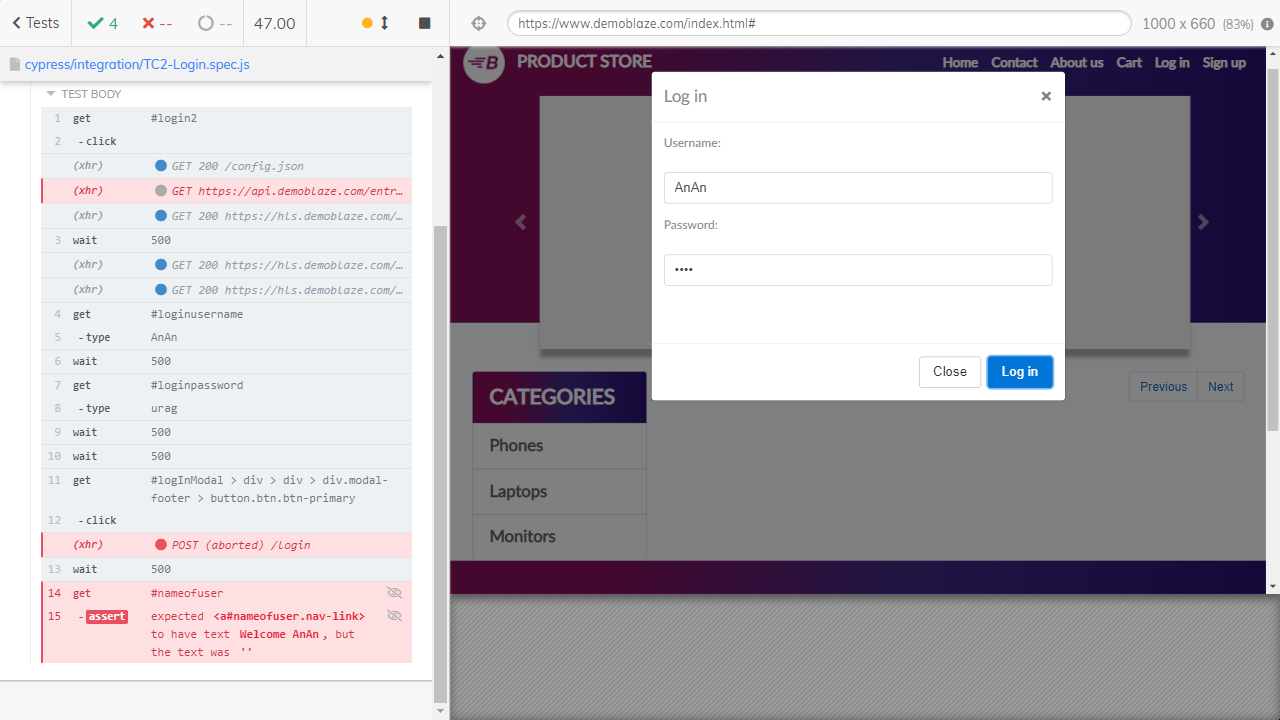 Tests
4
--
--
47.00
https://www.demoblaze.com/index.html#
1000 x 660 (83%)
cypress/integration/TC2-Login.spec.js
TEST BODY
1 get #login2
2 - click
(xhr) GET 200 /config.json
(xhr) GET https://api.demoblaze.com/entr…
(xhr) GET 200 https://hls.demoblaze.com/…
3 wait 500
(xhr) GET 200 https://hls.demoblaze.com/…
(xhr) GET 200 https://hls.demoblaze.com/…
4 get #loginusername
5 - type AnAn
6 wait 500
7 get #loginpassword
8 - type urag
9 wait 500
10 wait 500
11 get #logInModal > div > div > div.modal-
footer > button.btn.btn-primary
12 - click
(xhr) POST (aborted) /login
13 wait 500
14 get #nameofuser
15 - assert expected <a#nameofuser.nav-link>
to have text Welcome AnAn, but
the text was ''
B PRODUCT STORE
Home Contact About us Cart Log in Sign up
Log in ×
Username:
AnAn
Password:
••••
Close Log in
CATEGORIES
Phones
Laptops
Monitors
Previous Next